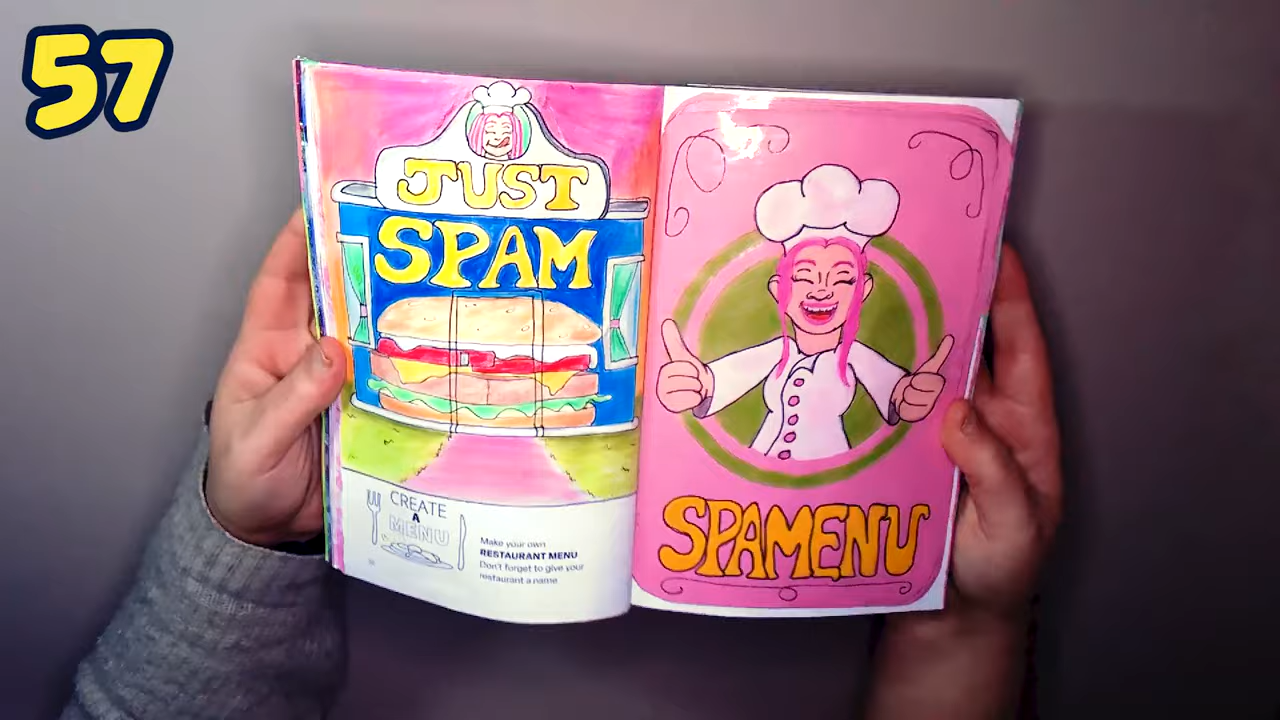 57
JUST
SPAM
CREATE
A
MENU
Make your own
RESTAURANT MENU
Don't forget to give your
restaurant a name
SPAMENU